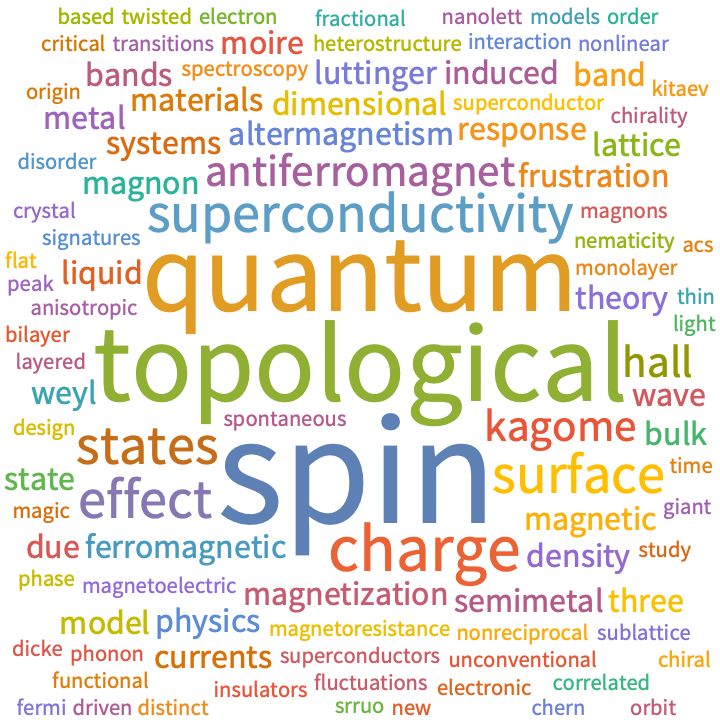 based twisted electron fractional nanolett models order
critical transitions moire heterostructure interaction nonlinear
bands spectroscopy luttinger induced band kitaev
origin materials dimensional superconductor chirality
metal systems altermagnetism response lattice
disorder magnon antiferromagnet frustration
crystal superconductivity magnons
signatures nematicity acs
flat liquid quantum monolayer
peak theory thin
anisotropic light
bilayer topological hall
layered weyl wave
design spontaneous kagome bulk
states spin surface time
state effect giant
magic magnetic
due ferromagnetic charge density study
phase magnetoelectric magnetization semimetal three
model physics magnetoresistance nonreciprocal sublattice
dicke phonon currents superconductors unconventional chiral
functional insulators fluctuations electronic correlated
fermi driven distinct srruo new chern orbit